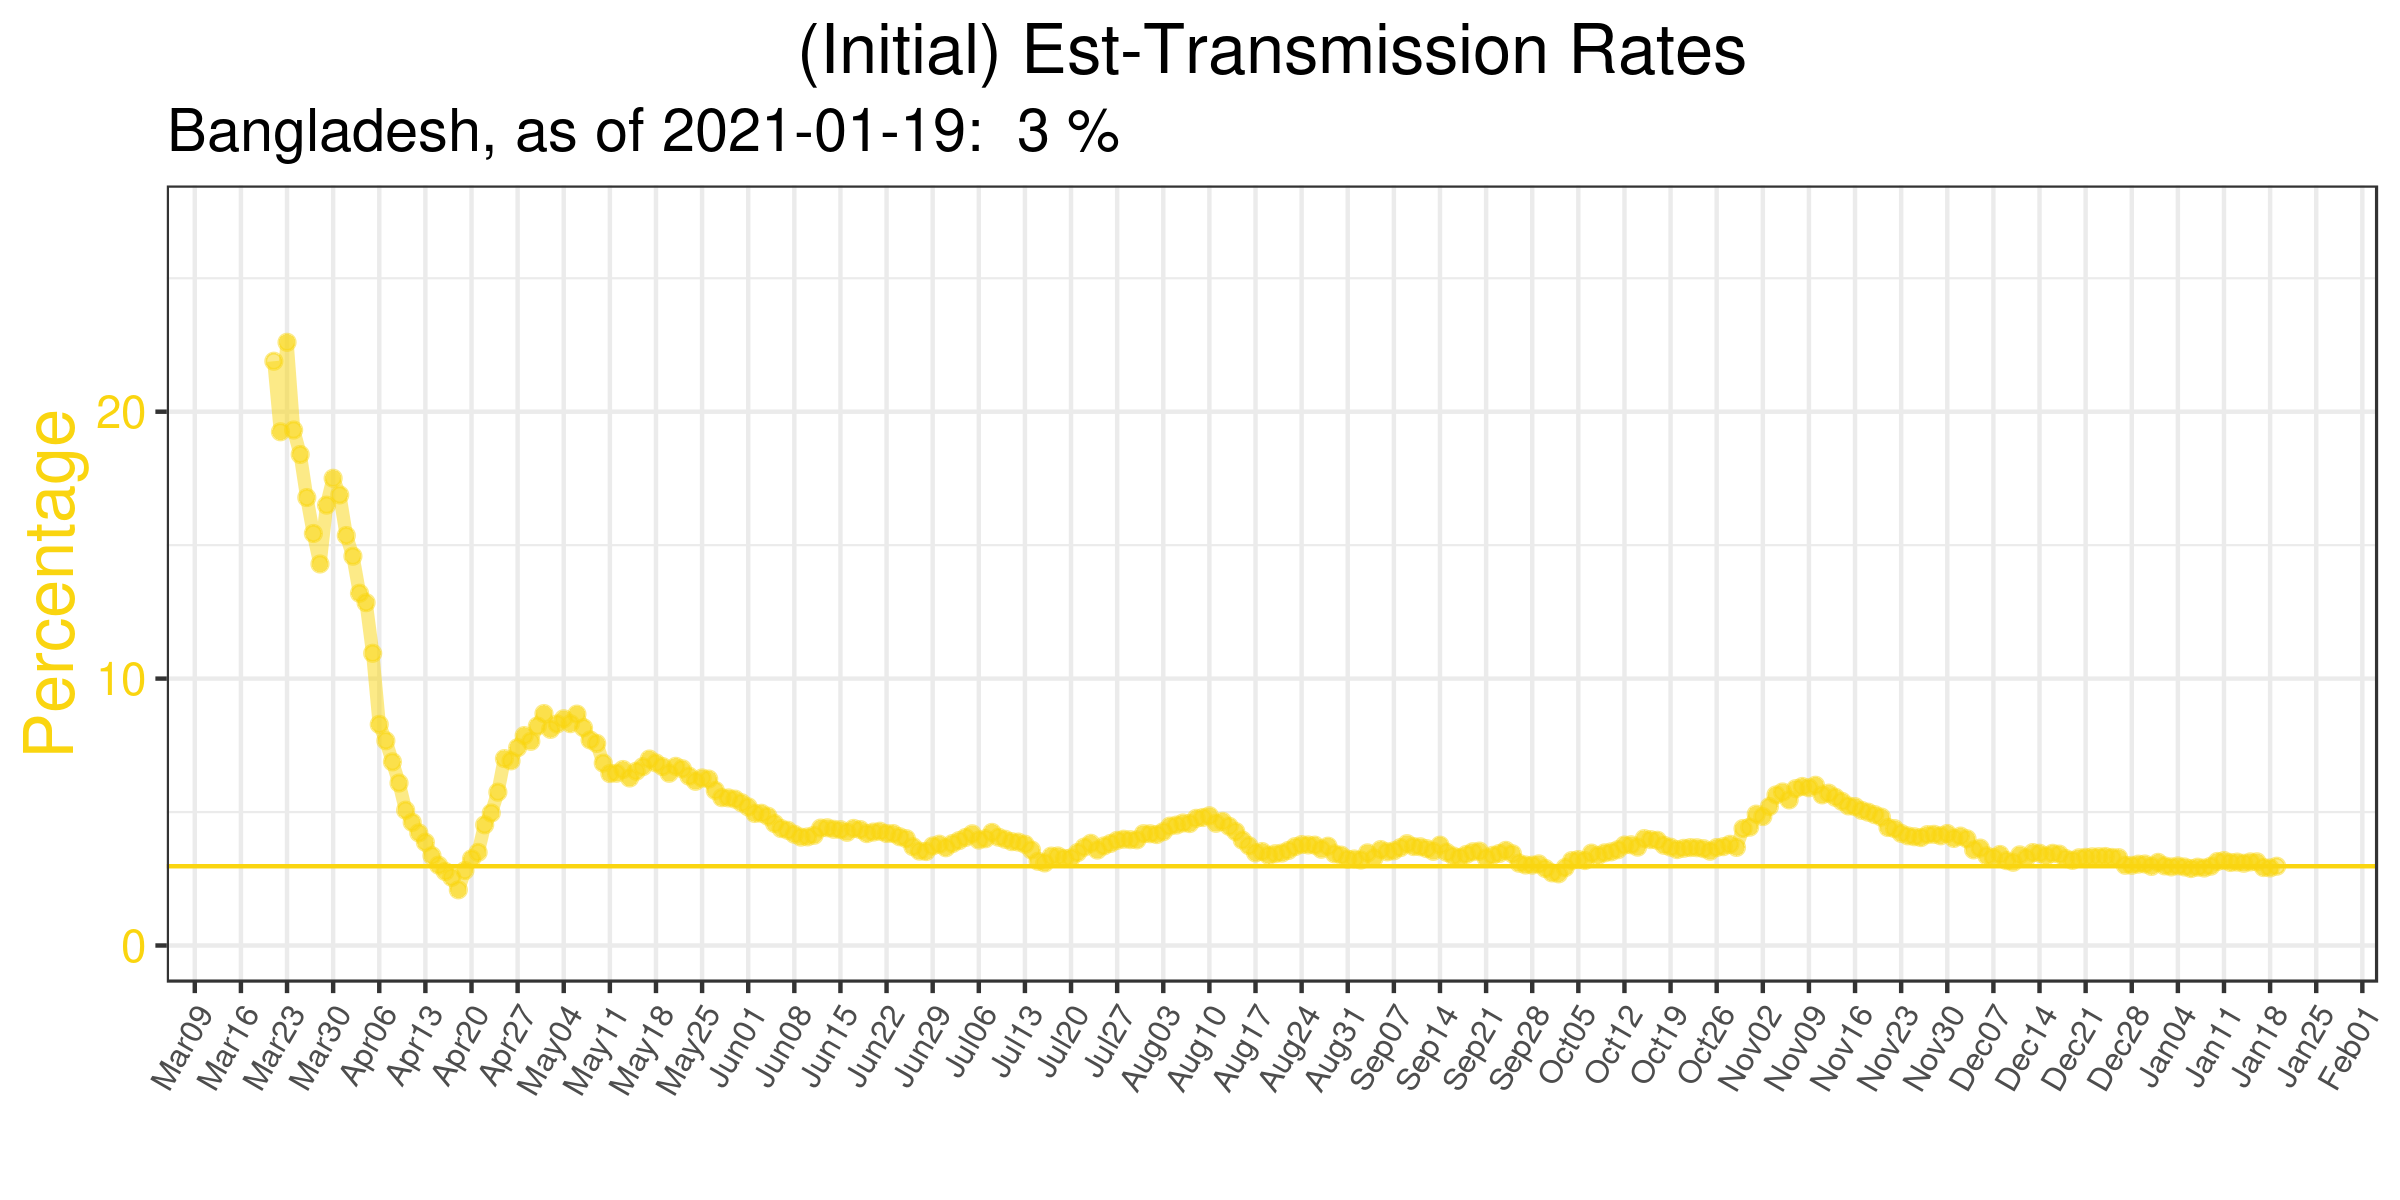 (Initial) Est-Transmission Rates
Bangladesh, as of 2021-01-19:  3 %
Percentage
20
10
0
Mar09
Mar16
Mar23
Mar30
Apr06
Apr13
Apr20
Apr27
May04
May11
May18
May25
Jun01
Jun08
Jun15
Jun22
Jun29
Jul06
Jul13
Jul20
Jul27
Aug03
Aug10
Aug17
Aug24
Aug31
Sep07
Sep14
Sep21
Sep28
Oct05
Oct12
Oct19
Oct26
Nov02
Nov09
Nov16
Nov23
Nov30
Dec07
Dec14
Dec21
Dec28
Jan04
Jan11
Jan18
Jan25
Feb01